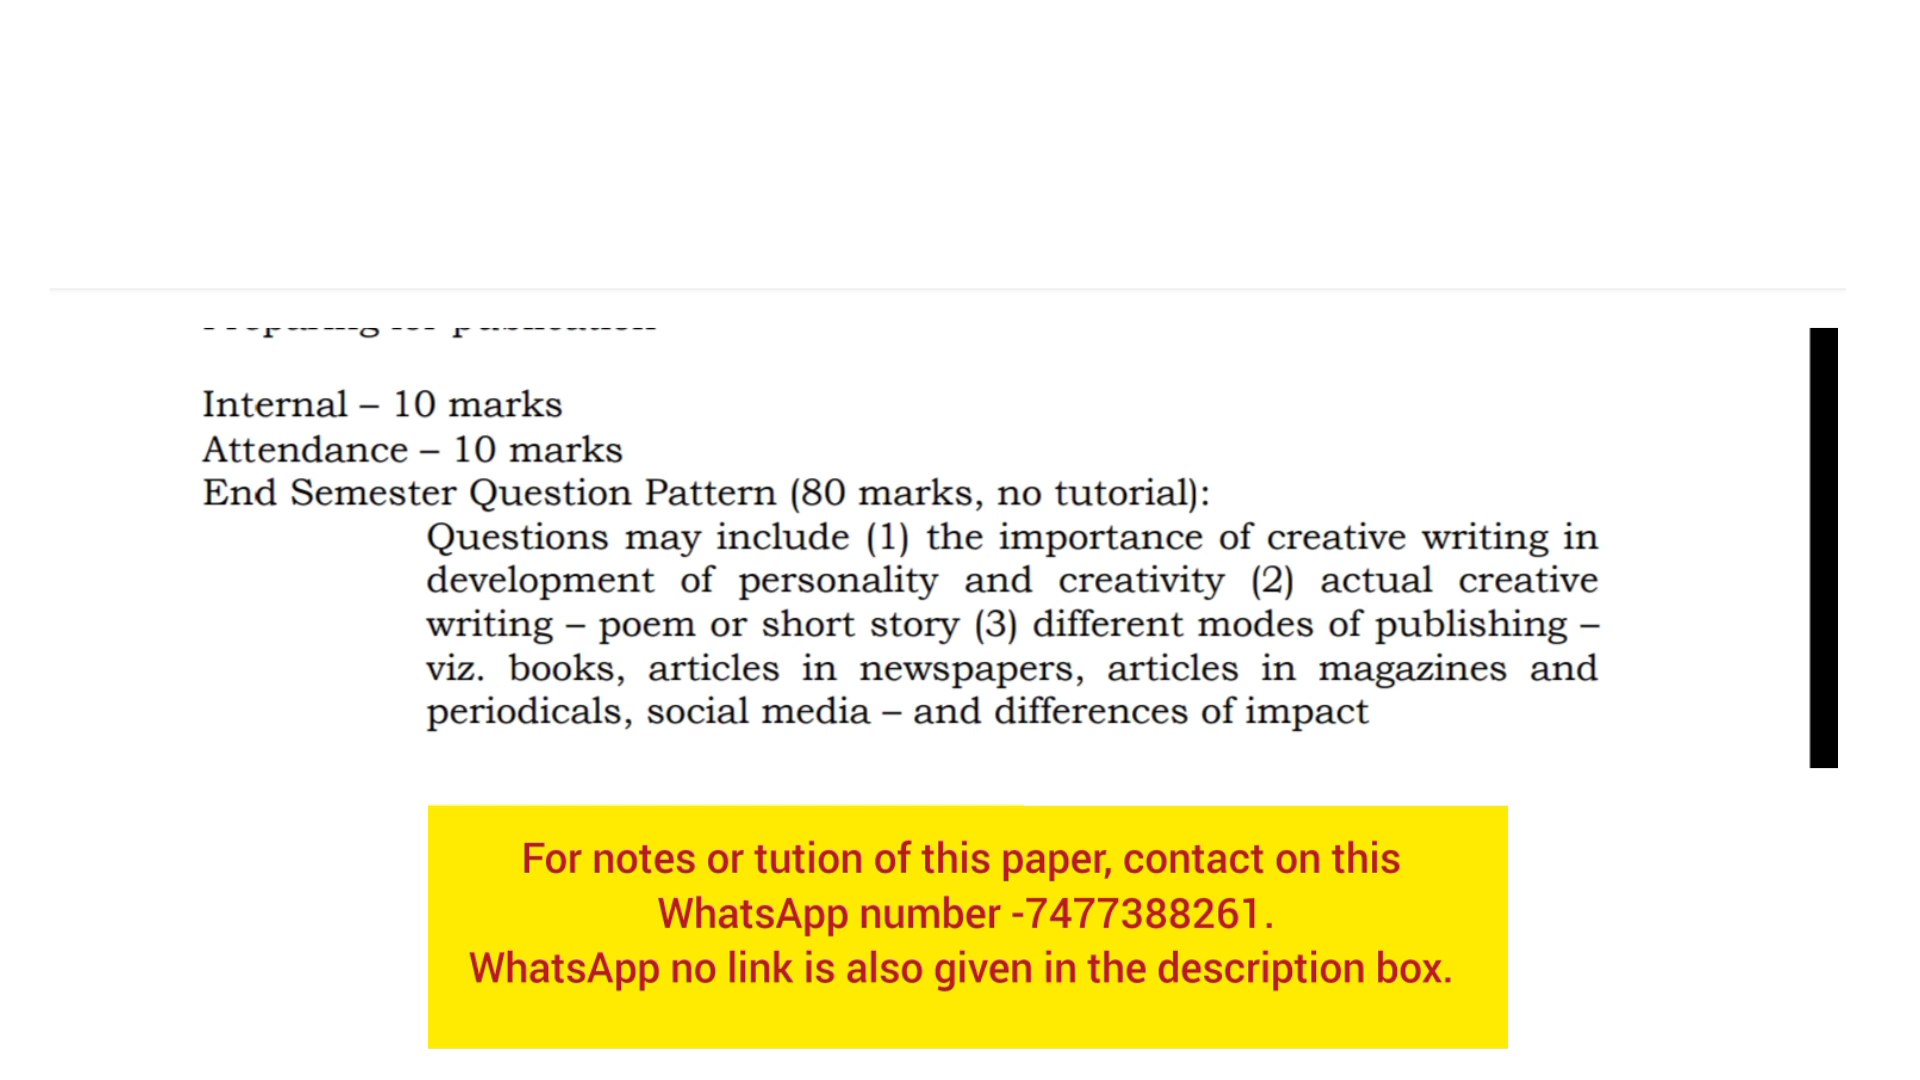 Preparing for publication
Internal – 10 marks
Attendance – 10 marks
End Semester Question Pattern (80 marks, no tutorial):
Questions may include (1) the importance of creative writing in
development of personality and creativity (2) actual creative
writing – poem or short story (3) different modes of publishing –
viz. books, articles in newspapers, articles in magazines and
periodicals, social media – and differences of impact
For notes or tution of this paper, contact on this
WhatsApp number -7477388261.
WhatsApp no link is also given in the description box.